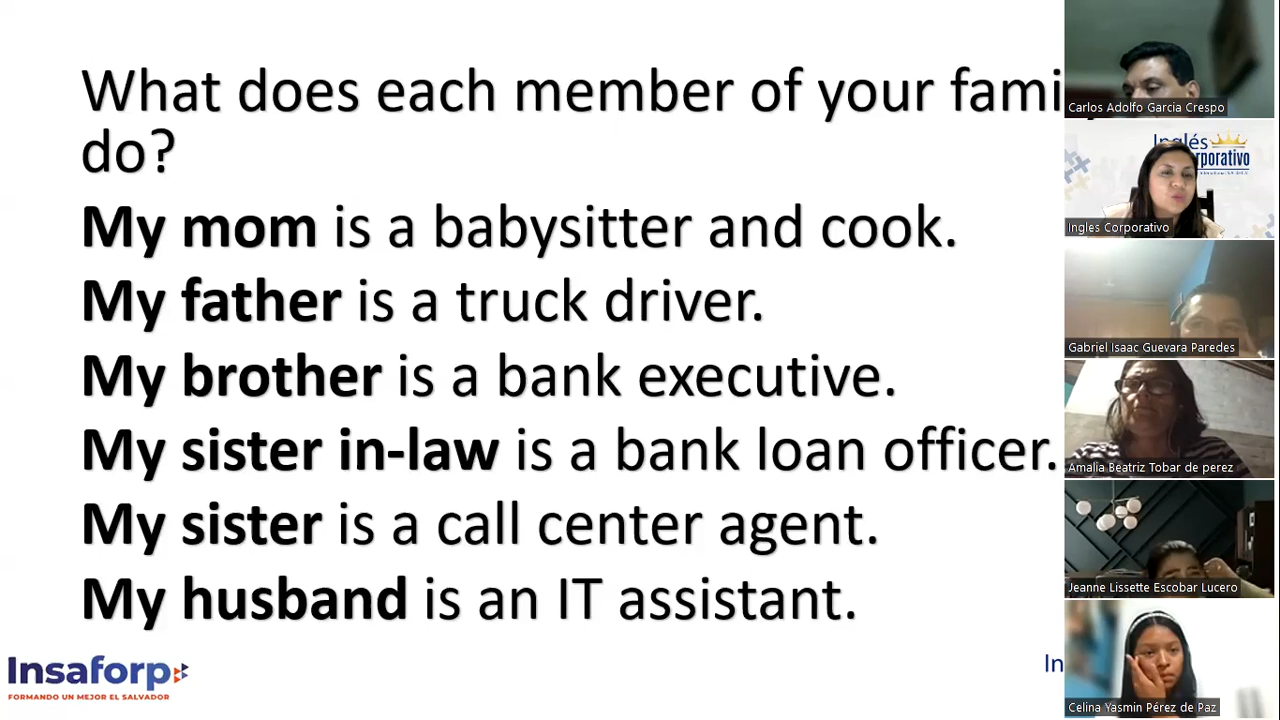 What does each member of your fami
do?
My mom is a babysitter and cook.
My father is a truck driver.
My brother is a bank executive.
My sister in-law is a bank loan officer.
My sister is a call center agent.
My husband is an IT assistant.
Insaforp
FORMANDO UN MEJOR EL SALVADOR
In
Carlos Adolfo Garcia Crespo
Inglés
orporativo
Ingles Corporativo
Gabriel Isaac Guevara Paredes
Amalia Beatriz Tobar de perez
Jeanne Lissette Escobar Lucero
Celina Yasmin Pérez de Paz